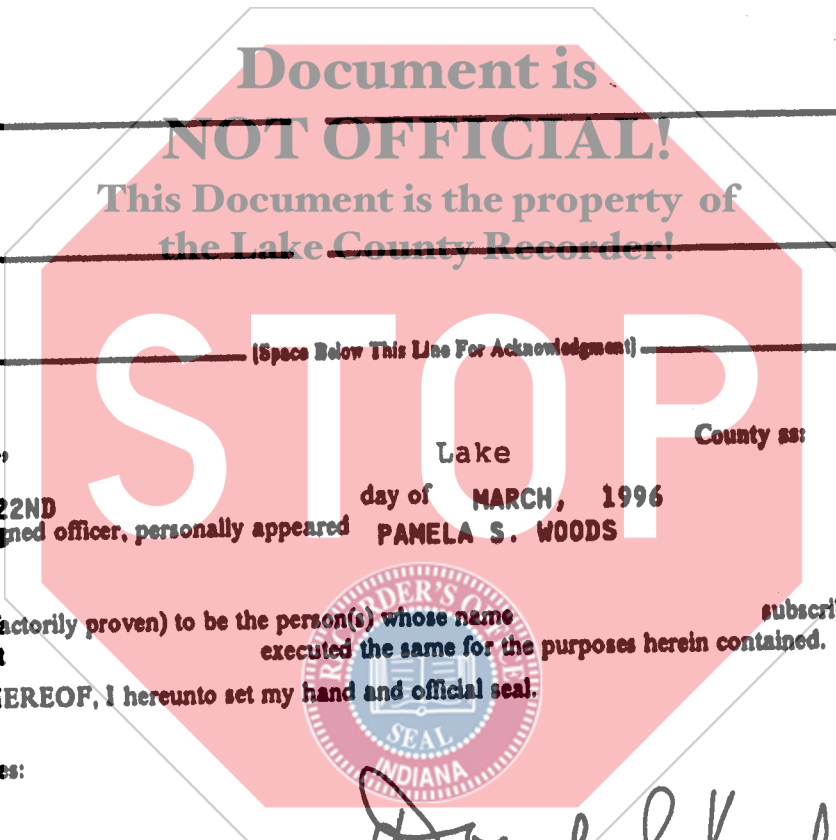 Document is
NOT OFFICIAL!
This Document is the property of
the Lake County Recorder!
STOP
[Space Below This Line For Acknowledgment]
Lake County ss:
22ND day of MARCH, 1996
ned officer, personally appeared PAMELA S. WOODS
actorily proven) to be the person(s) whose name subscri
t executed the same for the purposes herein contained.
EREOF, I hereunto set my hand and official seal.
RECORDER'S OFFICE
SEAL
INDIANA
es: